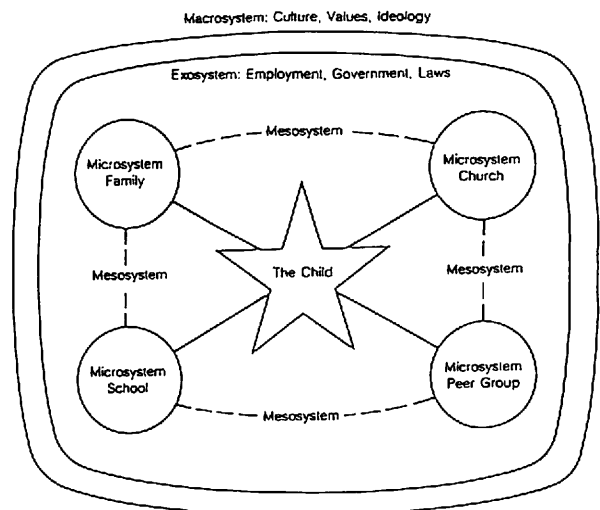 Macrosystem: Culture, Values, Ideology
Exosystem: Employment, Government, Laws
Mesosystem
Microsystem
Family
Microsystem
Church
Mesosystem
The Child
Mesosystem
Microsystem
School
Microsystem
Peer Group
Mesosystem